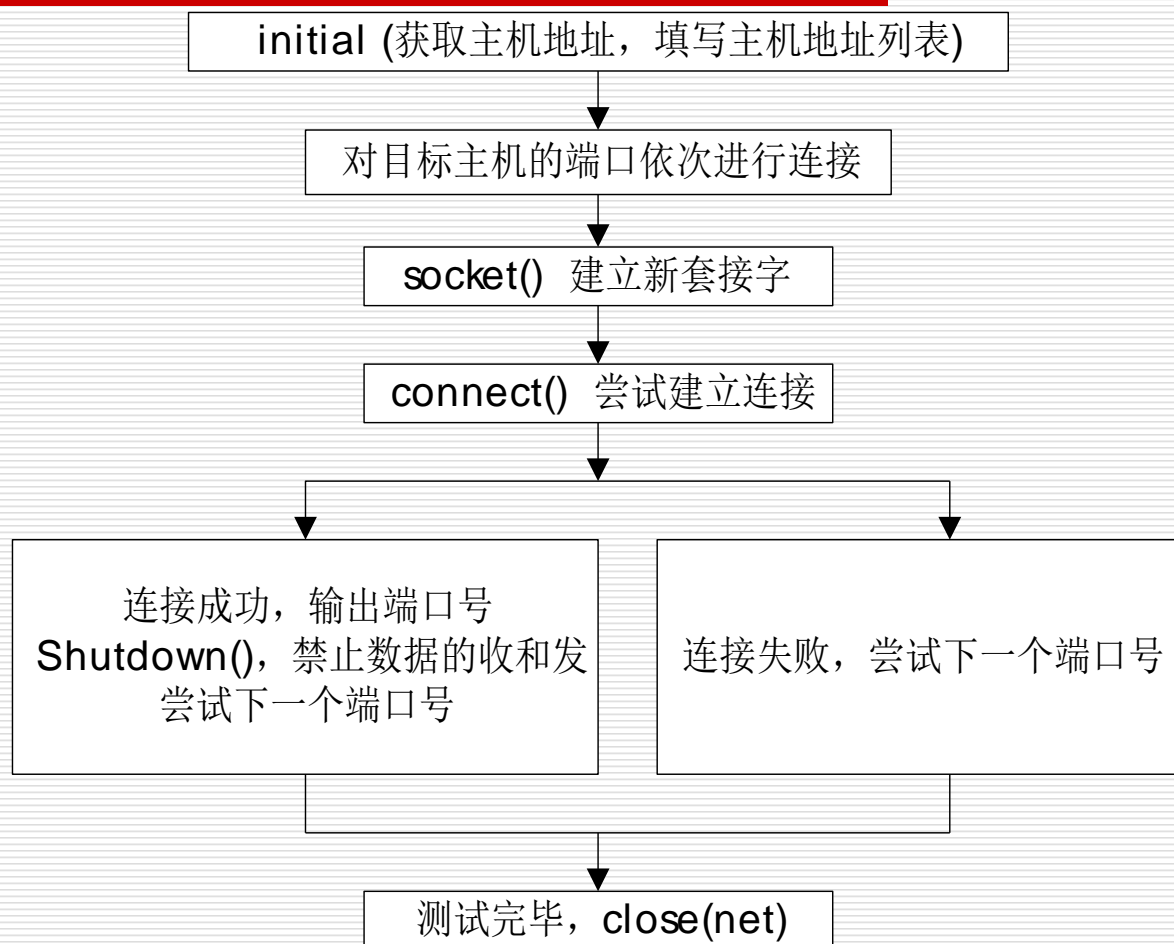 initial (获取主机地址，填写主机地址列表)
对目标主机的端口依次进行连接
socket() 建立新套接字
connect() 尝试建立连接
连接成功，输出端口号
Shutdown()，禁止数据的收和发
尝试下一个端口号
连接失败，尝试下一个端口号
测试完毕，close(net)